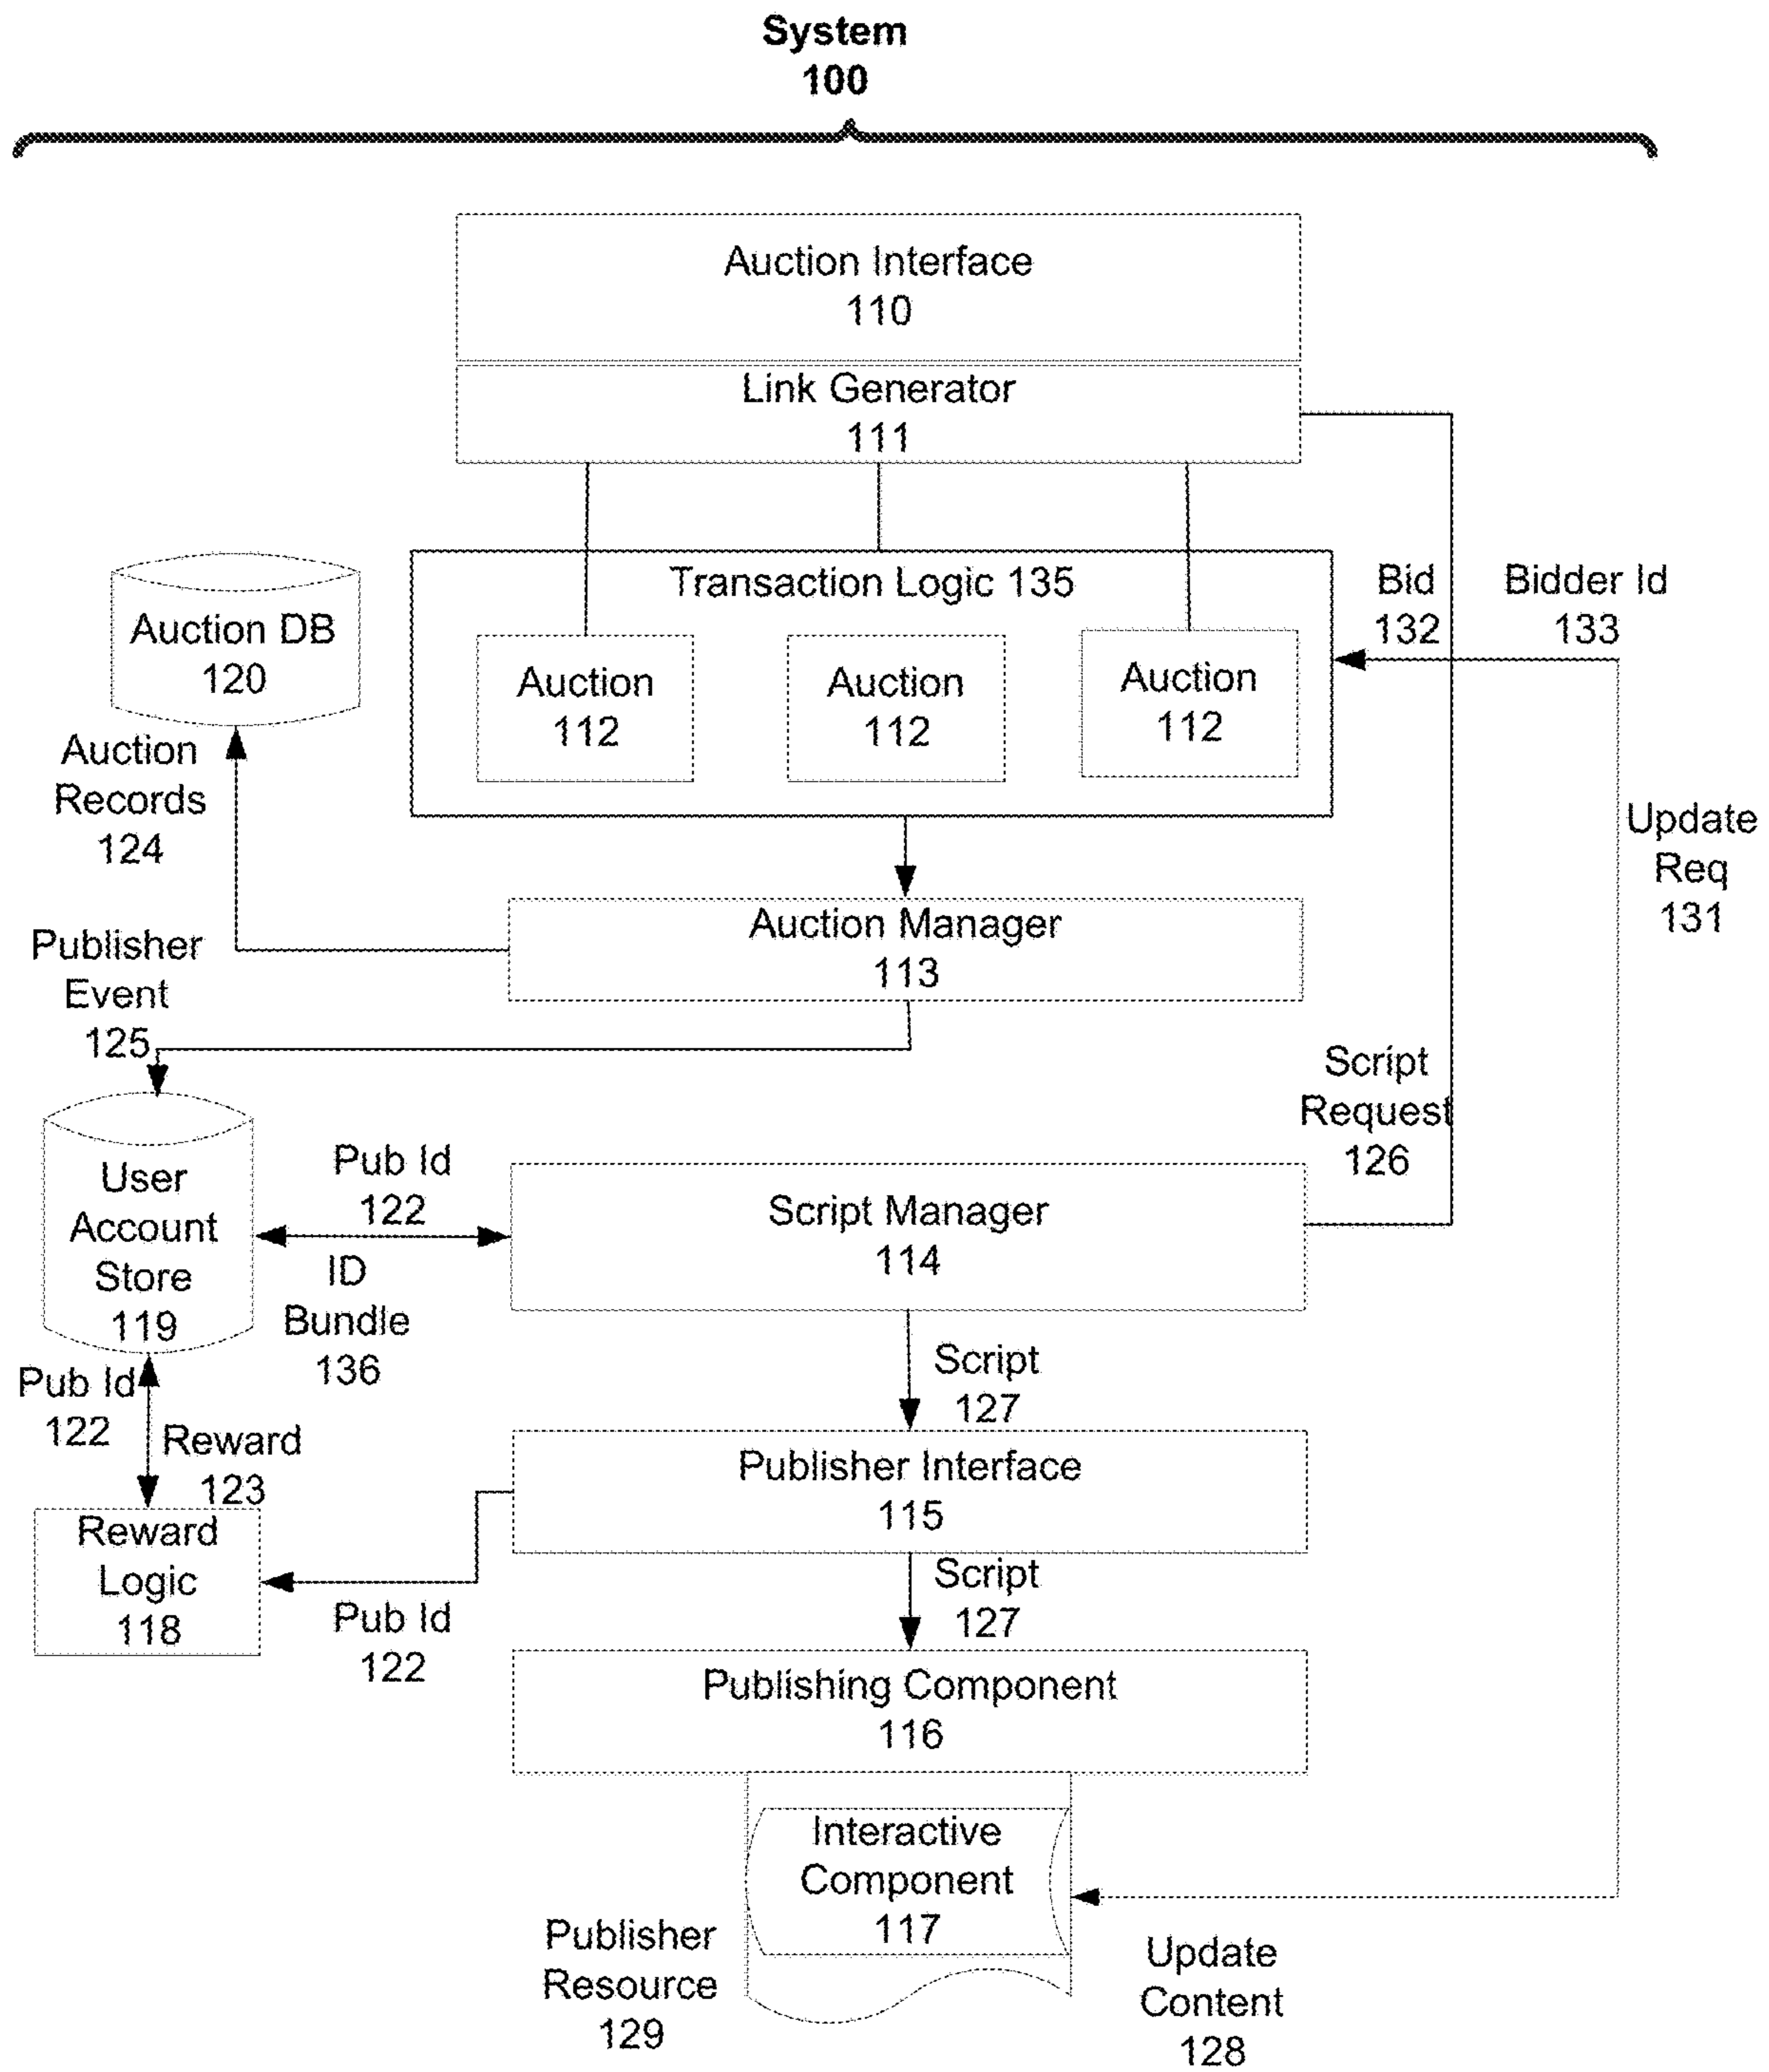 System
100
Auction Interface
110
Link Generator
111
Transaction Logic 135
Auction
112
Auction
112
Auction
112
Bid
132
Bidder Id
133
Auction DB
120
Auction
Records
124
Update
Req
131
Auction Manager
113
Publisher
Event
125
Script
Request
126
User
Account
Store
119
Pub Id
122
ID
Bundle
136
Script Manager
114
Script
127
Pub Id
122
Reward
123
Publisher Interface
115
Reward
Logic
118
Pub Id
122
Script
127
Publishing Component
116
Interactive
Component
117
Publisher
Resource
129
Update
Content
128